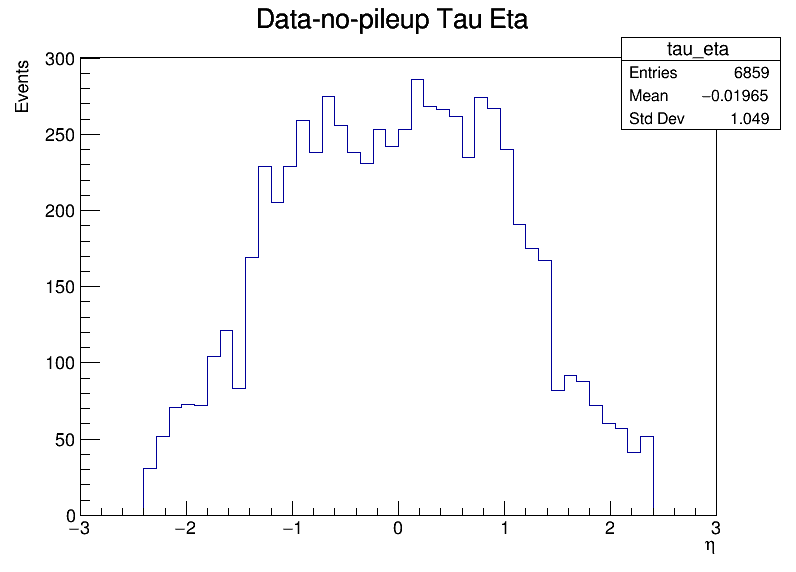 Data-no-pileup Tau Eta
tau_eta
Entries 6859
Mean −0.01965
Std Dev 1.049
Events
300
250
200
150
100
50
0
−3 −2 −1 0 1 2 3
η